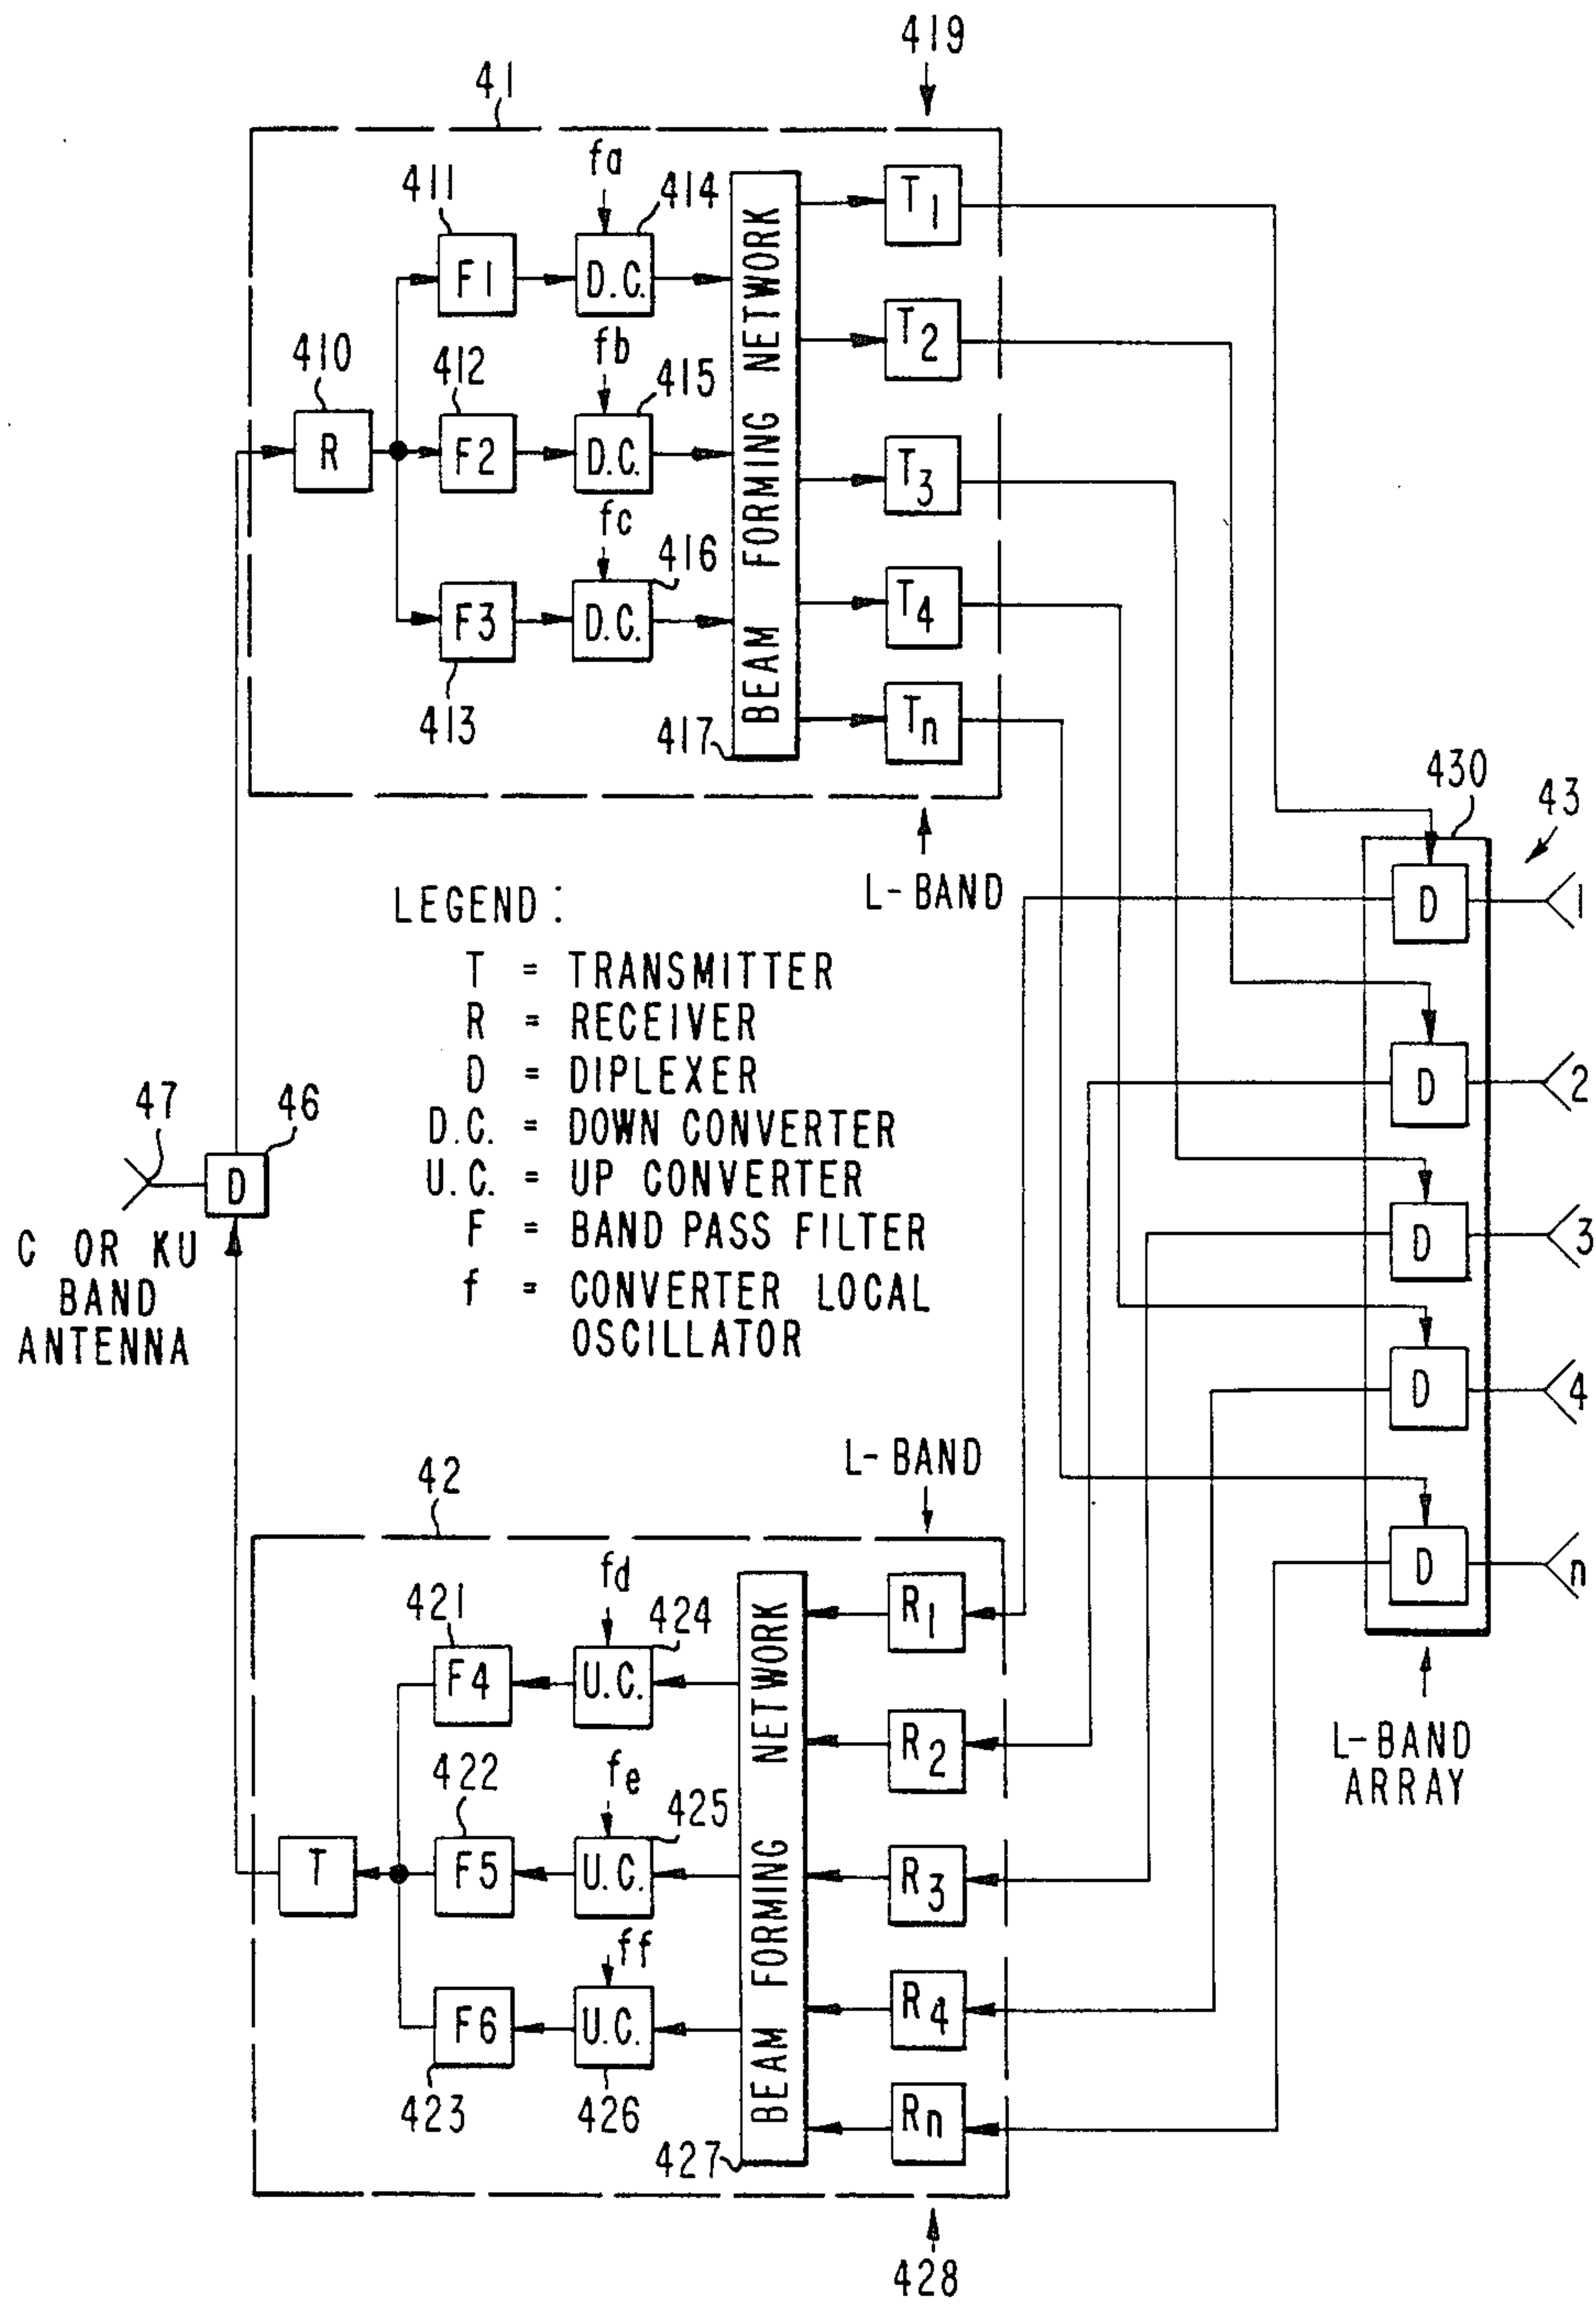 419
41
fa
411
414
T1
F1
D.C.
410
fb
412
415
T2
R
F2
D.C.
fc
416
T3
F3
D.C.
T4
413
417
BEAM FORMING NETWORK
Tn
430
43
L-BAND
D
1
LEGEND:
T = TRANSMITTER
R = RECEIVER
D = DIPLEXER
D.C. = DOWN CONVERTER
U.C. = UP CONVERTER
F = BAND PASS FILTER
f = CONVERTER LOCAL
OSCILLATOR
D
2
47
46
D
C OR KU
BAND
ANTENNA
D
3
D
4
D
n
L-BAND
ARRAY
L-BAND
42
fd
421
424
R1
F4
U.C.
R2
fe
422
425
T
F5
U.C.
R3
ff
F6
U.C.
R4
423
426
427
BEAM FORMING NETWORK
Rn
428